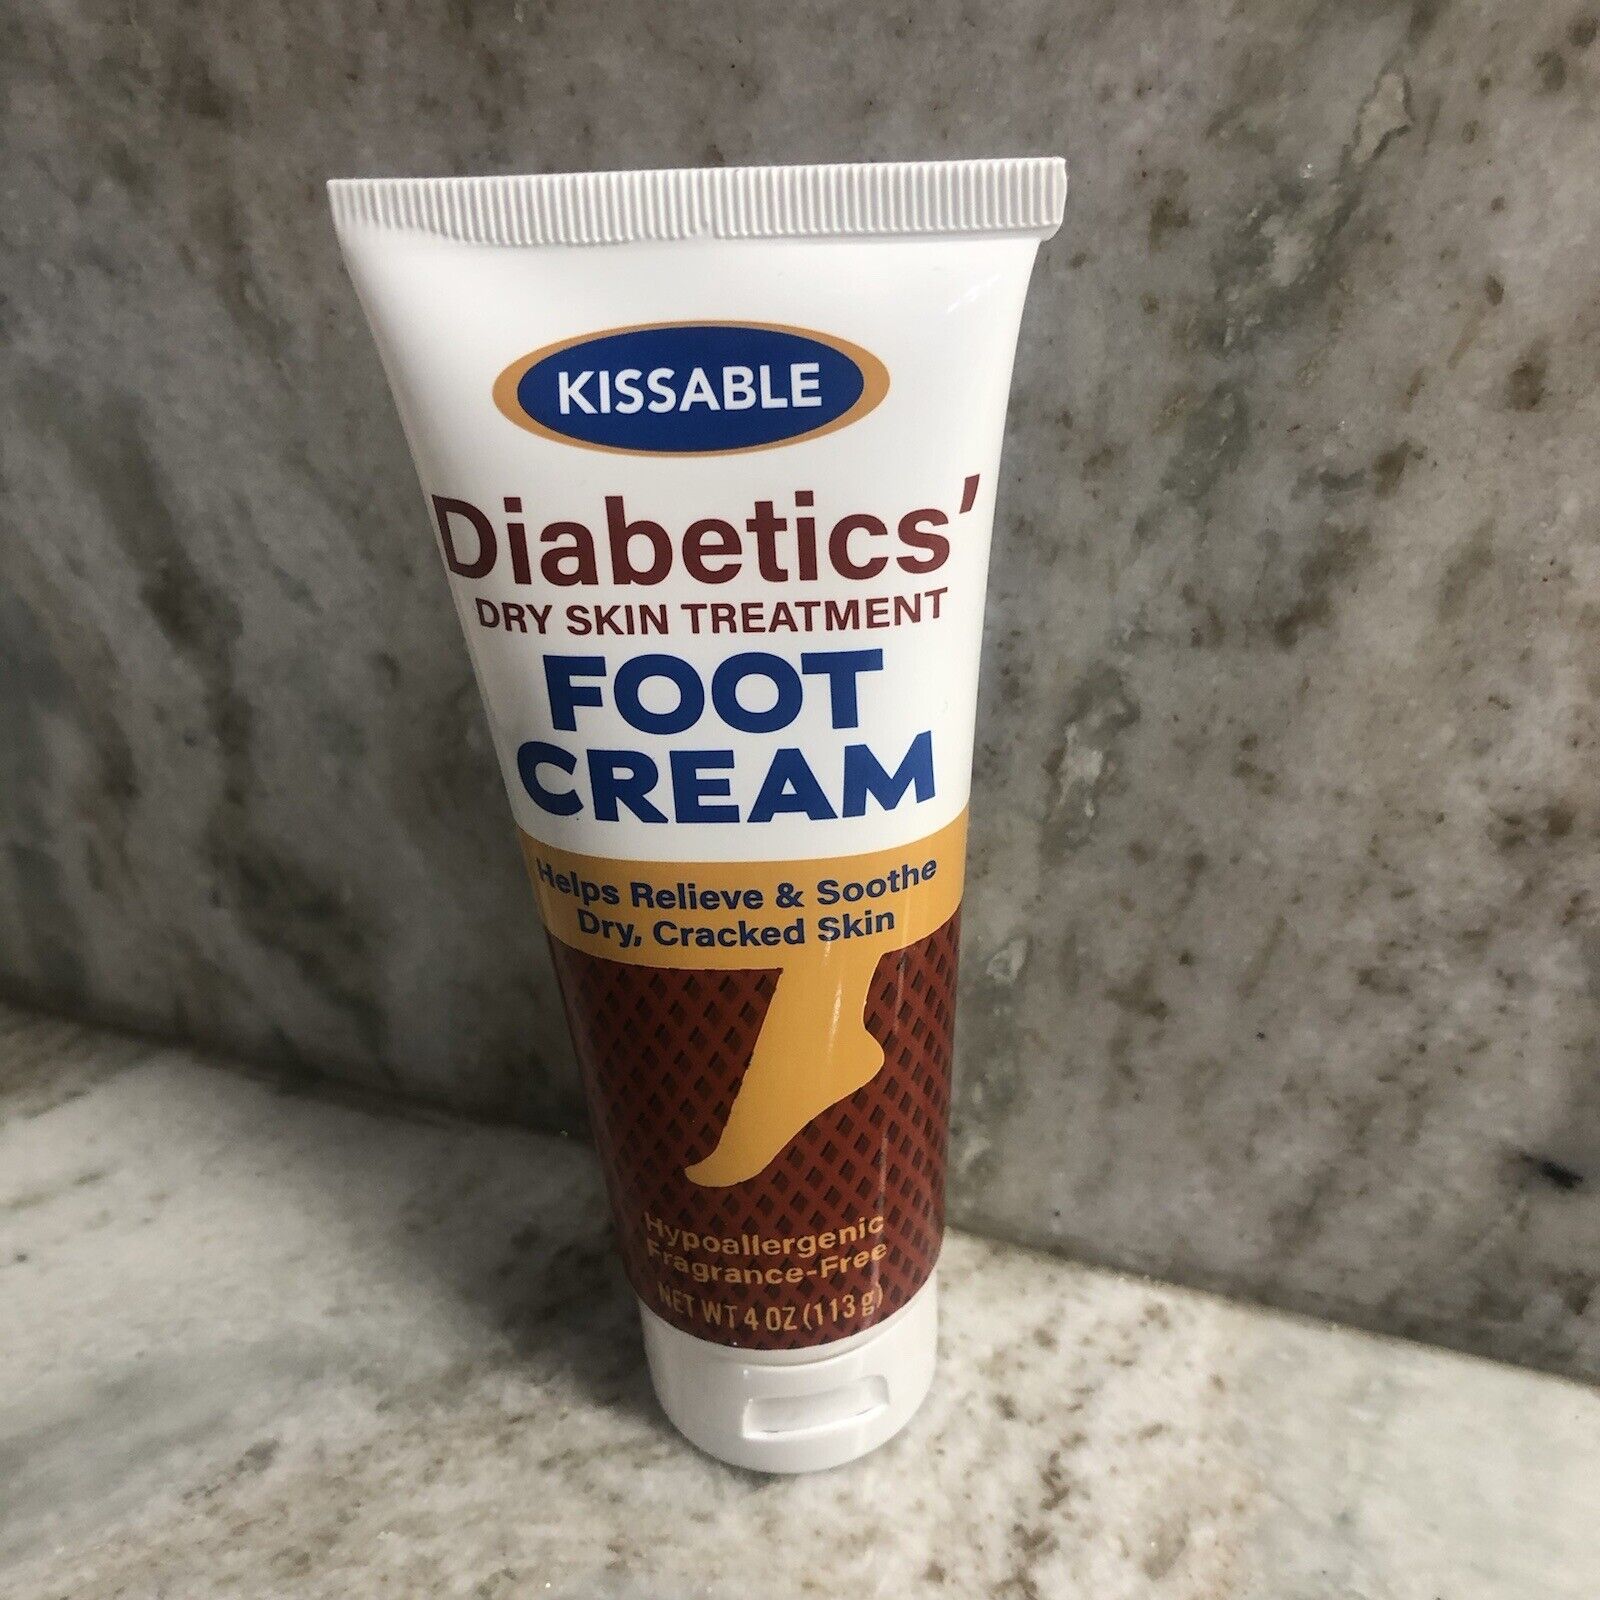 KISSABLE
Diabetics'
DRY SKIN TREATMENT
FOOT
CREAM
Helps Relieve & Soothe
Dry, Cracked Skin
Hypoallergenic
Fragrance-Free
NET WT 4 OZ (113 g)